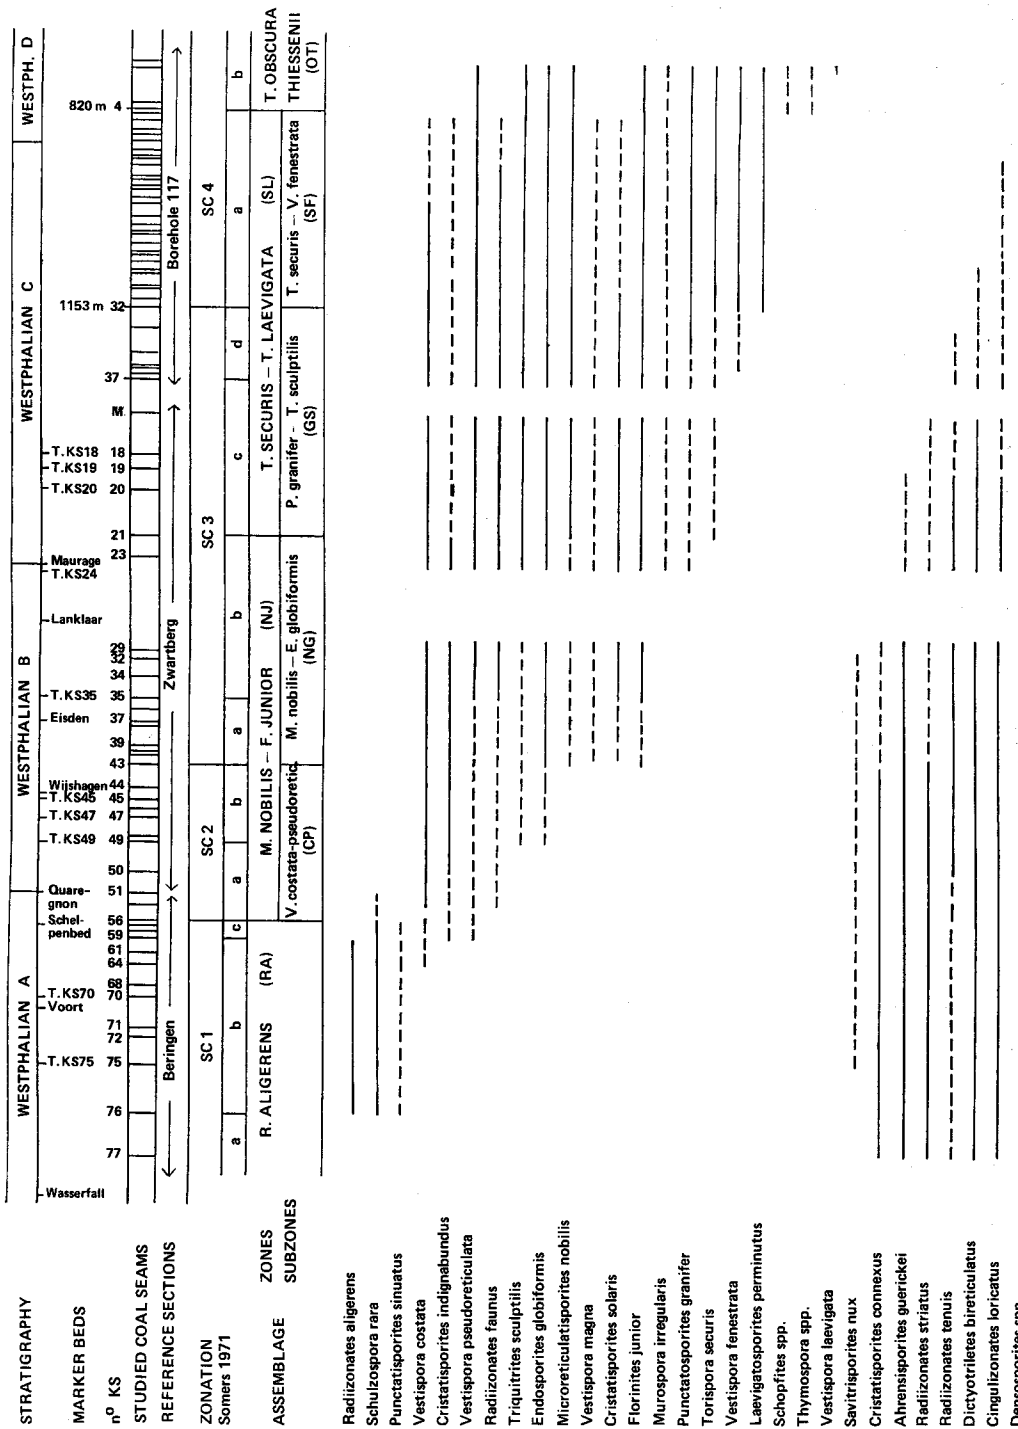 STRATIGRAPHY
WESTPHALIAN A
WESTPHALIAN B
WESTPHALIAN C
WESTPH. D
MARKER BEDS
Wasserfall
T.KS75
Voort
T.KS70
Schel-
penbed
Quare-
gnon
T.KS49
T.KS47
T.KS45
Wijshagen
Eisden
T.KS35
Lanklaar
T.KS24
Maurage
T.KS20
T.KS19
T.KS18
1153 m
820 m
nº KS
77
76
75
72
71
70
68
64
61
59
56
51
50
49
47
45
44
43
39
37
35
34
32
29
23
21
20
19
18
M
37
32
4
STUDIED COAL SEAMS
REFERENCE SECTIONS
Beringen
Zwartberg
Borehole 117
ZONATION
Somers 1971
SC1
SC 2
SC 3
SC 4
a
b
c
a
b
a
b
c
d
a
b
ASSEMBLAGE
ZONES
R. ALIGERENS (RA)
M. NOBILIS – F. JUNIOR (NJ)
T. SECURIS – T. LAEVIGATA (SL)
T. OBSCURA
THIESSENII
(OT)
SUBZONES
V. costata-pseudoretic.
(CP)
M. nobilis – E. globiformis
(NG)
P. granifer - T. sculptilis
(GS)
T. securis – V. fenestrata
(SF)
Radiizonates aligerens
Schulzospora rara
Punctatisporites sinuatus
Vestispora costata
Cristatisporites indignabundus
Vestispora pseudoreticulata
Radiizonates faunus
Triquitrites sculptilis
Endosporites globiformis
Microreticulatisporites nobilis
Vestispora magna
Cristatisporites solaris
Florinites junior
Murospora irregularis
Punctatosporites granifer
Torispora securis
Vestispora fenestrata
Laevigatosporites perminutus
Schopfites spp.
Thymospora spp.
Vestispora laevigata
Savitrisporites nux
Cristatisporites connexus
Ahrensisporites guerickei
Radiizonates striatus
Radiizonates tenuis
Dictyotriletes bireticulatus
Cingulizonates loricatus
Densosporites spp.